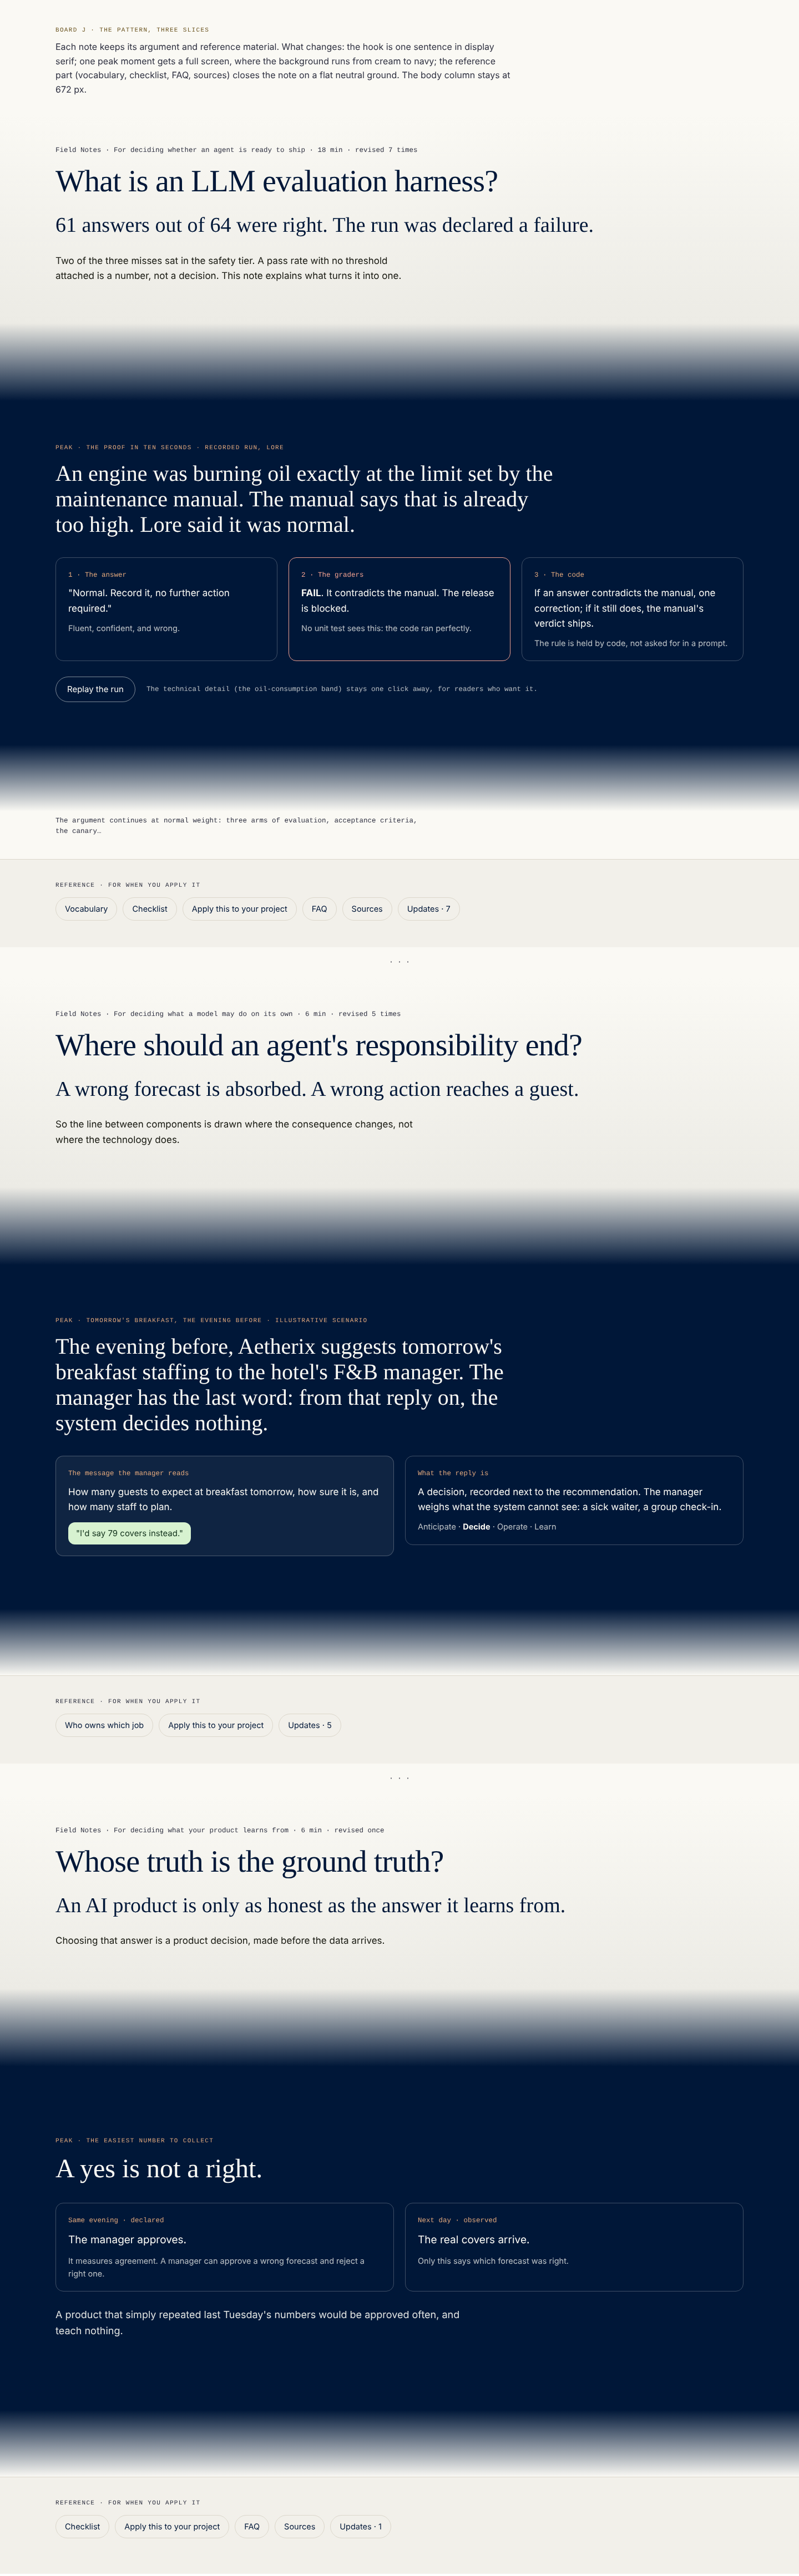 BOARD J · THE PATTERN, THREE SLICES
Each note keeps its argument and reference material. What changes: the hook is one sentence in display
serif; one peak moment gets a full screen, where the background runs from cream to navy; the reference
part (vocabulary, checklist, FAQ, sources) closes the note on a flat neutral ground. The body column stays at
672 px.
Field Notes · For deciding whether an agent is ready to ship · 18 min · revised 7 times
What is an LLM evaluation harness?
61 answers out of 64 were right. The run was declared a failure.
Two of the three misses sat in the safety tier. A pass rate with no threshold
attached is a number, not a decision. This note explains what turns it into one.
PEAK · THE PROOF IN TEN SECONDS · RECORDED RUN, LORE
An engine was burning oil exactly at the limit set by the
maintenance manual. The manual says that is already
too high. Lore said it was normal.
1 · The answer
"Normal. Record it, no further action
required."
Fluent, confident, and wrong.
2 · The graders
FAIL. It contradicts the manual. The release
is blocked.
No unit test sees this: the code ran perfectly.
3 · The code
If an answer contradicts the manual, one
correction; if it still does, the manual's
verdict ships.
The rule is held by code, not asked for in a prompt.
Replay the run
The technical detail (the oil-consumption band) stays one click away, for readers who want it.
The argument continues at normal weight: three arms of evaluation, acceptance criteria,
the canary…
REFERENCE · FOR WHEN YOU APPLY IT
Vocabulary
Checklist
Apply this to your project
FAQ
Sources
Updates · 7
· · ·
Field Notes · For deciding what a model may do on its own · 6 min · revised 5 times
Where should an agent's responsibility end?
A wrong forecast is absorbed. A wrong action reaches a guest.
So the line between components is drawn where the consequence changes, not
where the technology does.
PEAK · TOMORROW'S BREAKFAST, THE EVENING BEFORE · ILLUSTRATIVE SCENARIO
The evening before, Aetherix suggests tomorrow's
breakfast staffing to the hotel's F&B manager. The
manager has the last word: from that reply on, the
system decides nothing.
The message the manager reads
How many guests to expect at breakfast tomorrow, how sure it is, and
how many staff to plan.
"I'd say 79 covers instead."
What the reply is
A decision, recorded next to the recommendation. The manager
weighs what the system cannot see: a sick waiter, a group check-in.
Anticipate · Decide · Operate · Learn
REFERENCE · FOR WHEN YOU APPLY IT
Who owns which job
Apply this to your project
Updates · 5
· · ·
Field Notes · For deciding what your product learns from · 6 min · revised once
Whose truth is the ground truth?
An AI product is only as honest as the answer it learns from.
Choosing that answer is a product decision, made before the data arrives.
PEAK · THE EASIEST NUMBER TO COLLECT
A yes is not a right.
Same evening · declared
The manager approves.
It measures agreement. A manager can approve a wrong forecast and reject a
right one.
Next day · observed
The real covers arrive.
Only this says which forecast was right.
A product that simply repeated last Tuesday's numbers would be approved often, and
teach nothing.
REFERENCE · FOR WHEN YOU APPLY IT
Checklist
Apply this to your project
FAQ
Sources
Updates · 1